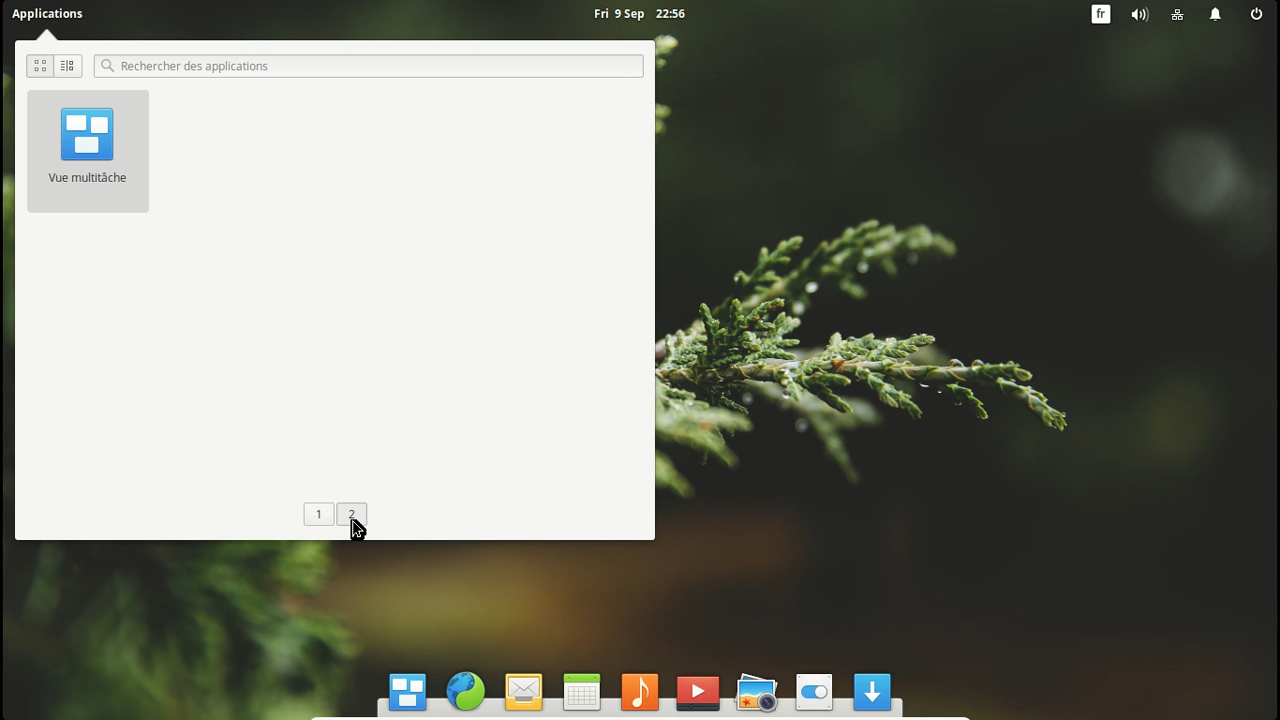 Applications
Fri 9 Sep 22:56
fr
Rechercher des applications
Vue multitâche
1
2